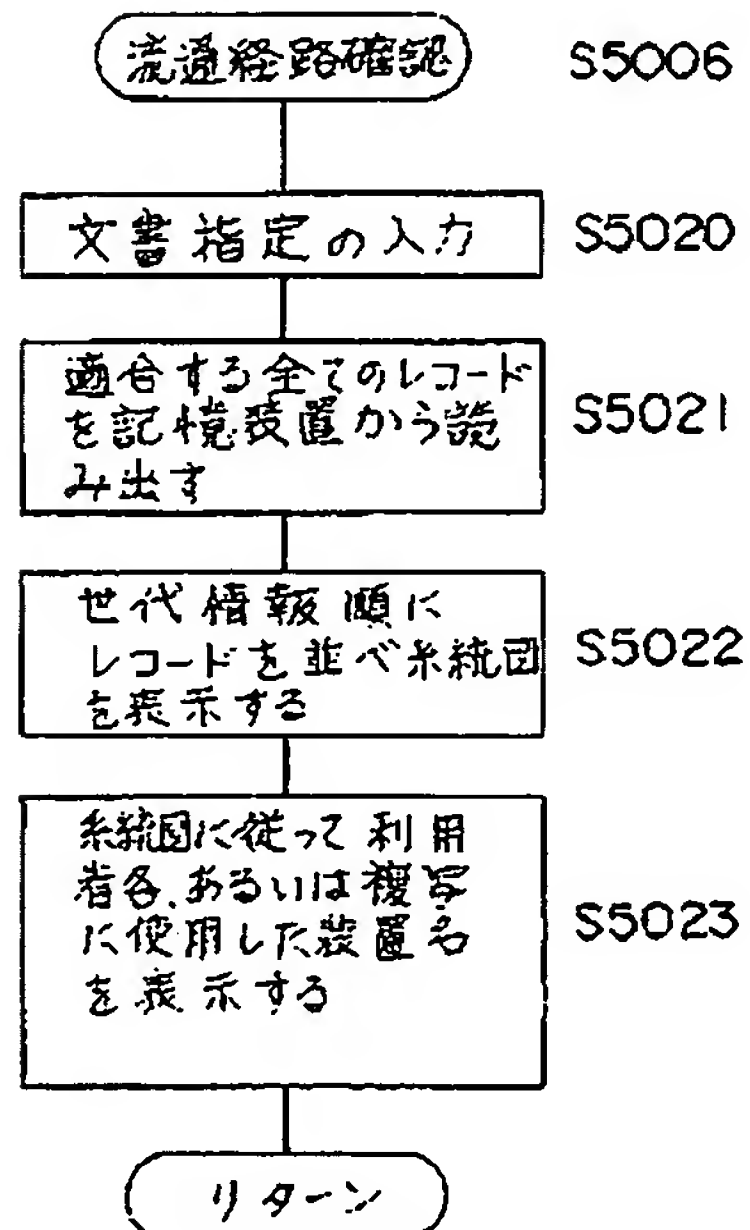 流通経路確認
S5006
文書指定の入力
S5020
適合する全てのレコード
を記憶装置から読
み出す
S5021
世代情報順に
レコードを並べ系統図
を表示する
S5022
系統図に従って利用
者名、あるいは複写
に使用した装置名
を表示する
S5023
リターン